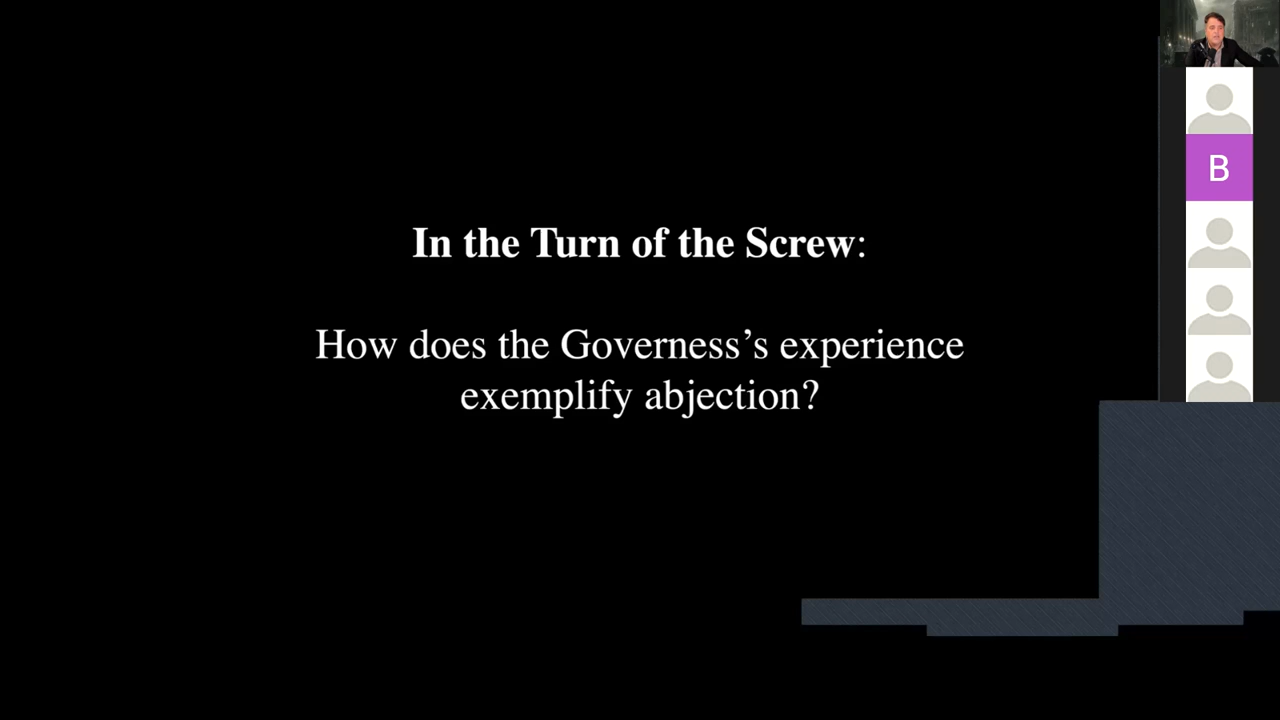 In the Turn of the Screw:
How does the Governess’s experience
exemplify abjection?
B